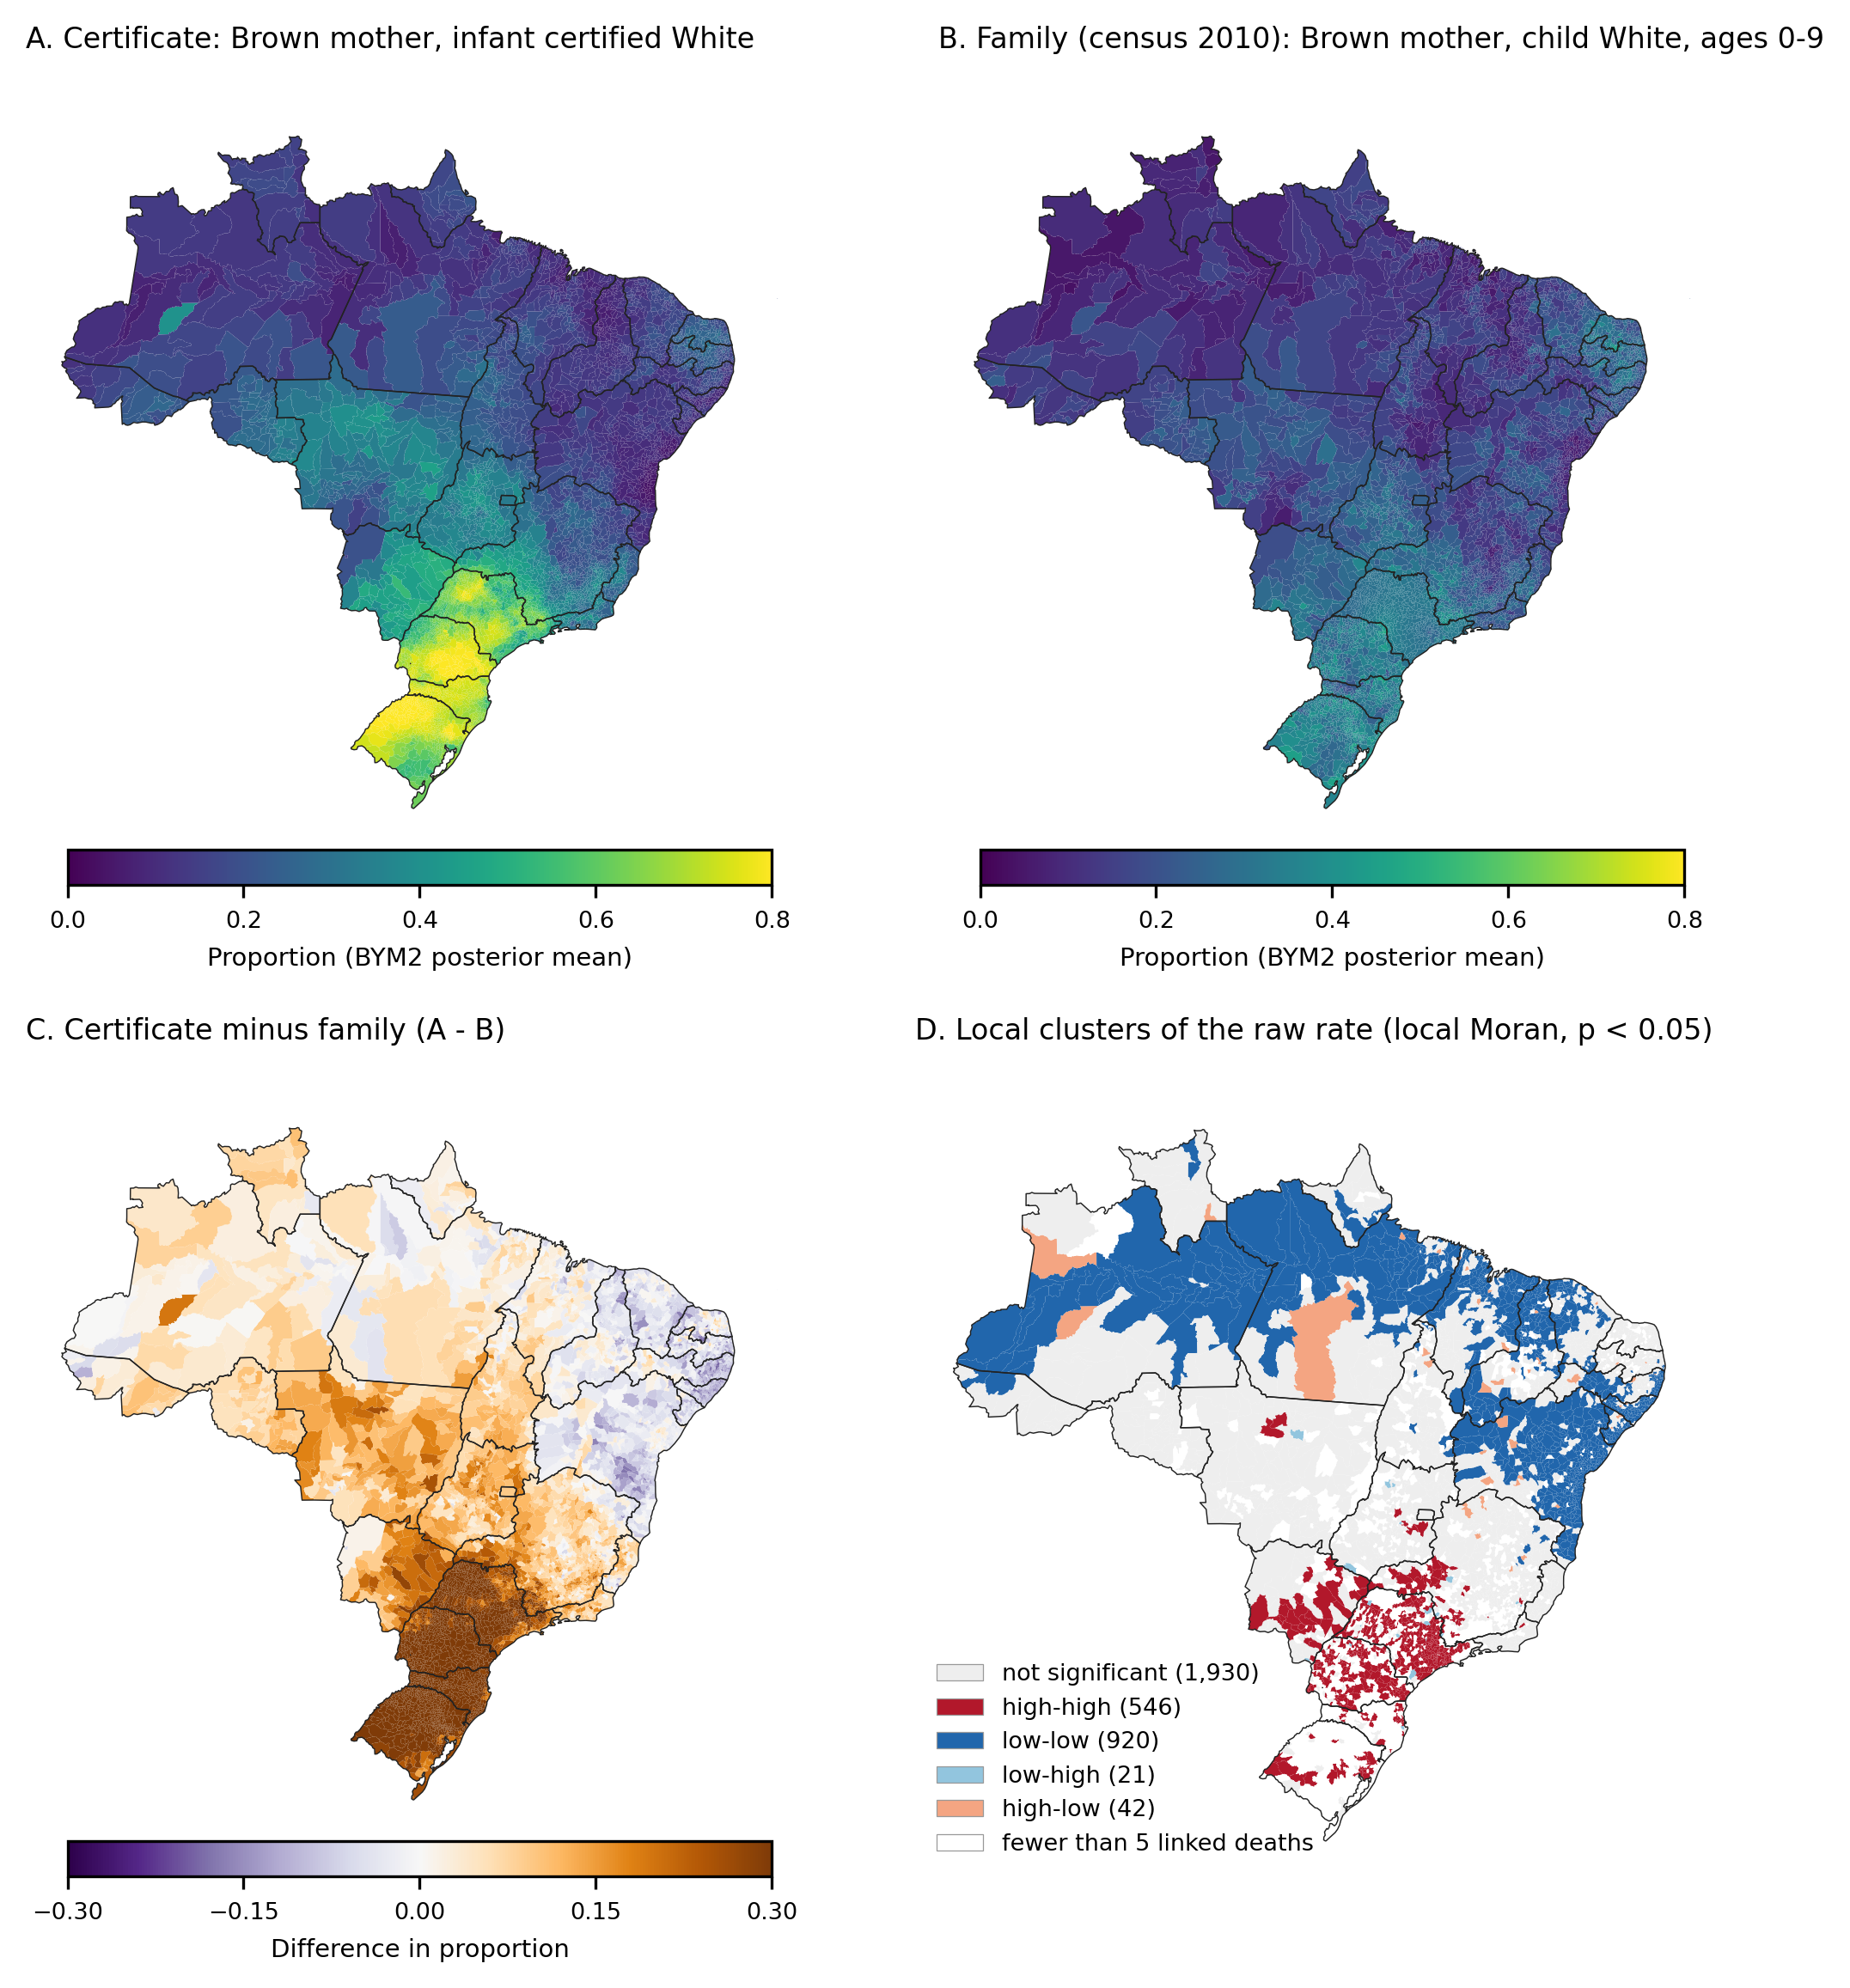 A. Certificate: Brown mother, infant certified White
B. Family (census 2010): Brown mother, child White, ages 0-9
0.0 0.2 0.4 0.6 0.8
Proportion (BYM2 posterior mean)
0.0 0.2 0.4 0.6 0.8
Proportion (BYM2 posterior mean)
C. Certificate minus family (A - B)
D. Local clusters of the raw rate (local Moran, p < 0.05)
not significant (1,930)
high-high (546)
low-low (920)
low-high (21)
high-low (42)
fewer than 5 linked deaths
−0.30 −0.15 0.00 0.15 0.30
Difference in proportion